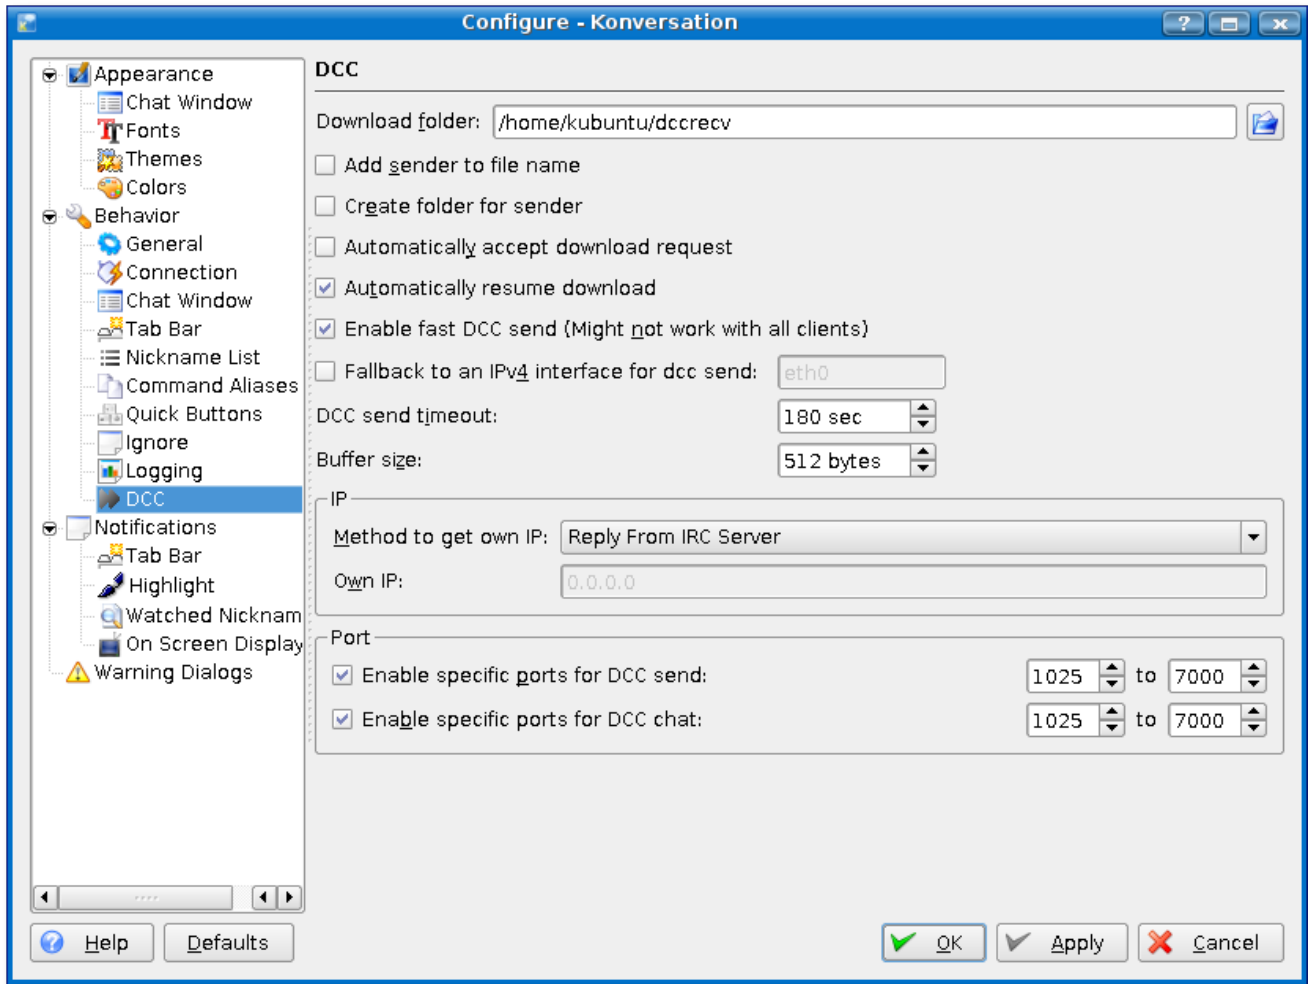 Configure - Konversation
Appearance
Chat Window
Fonts
Themes
Colors
Behavior
General
Connection
Chat Window
Tab Bar
Nickname List
Command Aliases
Quick Buttons
Ignore
Logging
DCC
Notifications
Tab Bar
Highlight
Watched Nicknam
On Screen Display
Warning Dialogs
DCC
Download folder: /home/kubuntu/dccrecv
Add sender to file name
Create folder for sender
Automatically accept download request
Automatically resume download
Enable fast DCC send (Might not work with all clients)
Fallback to an IPv4 interface for dcc send: eth0
DCC send timeout: 180 sec
Buffer size: 512 bytes
IP
Method to get own IP: Reply From IRC Server
Own IP: 0.0.0.0
Port
Enable specific ports for DCC send: 1025 to 7000
Enable specific ports for DCC chat: 1025 to 7000
Help Defaults OK Apply Cancel